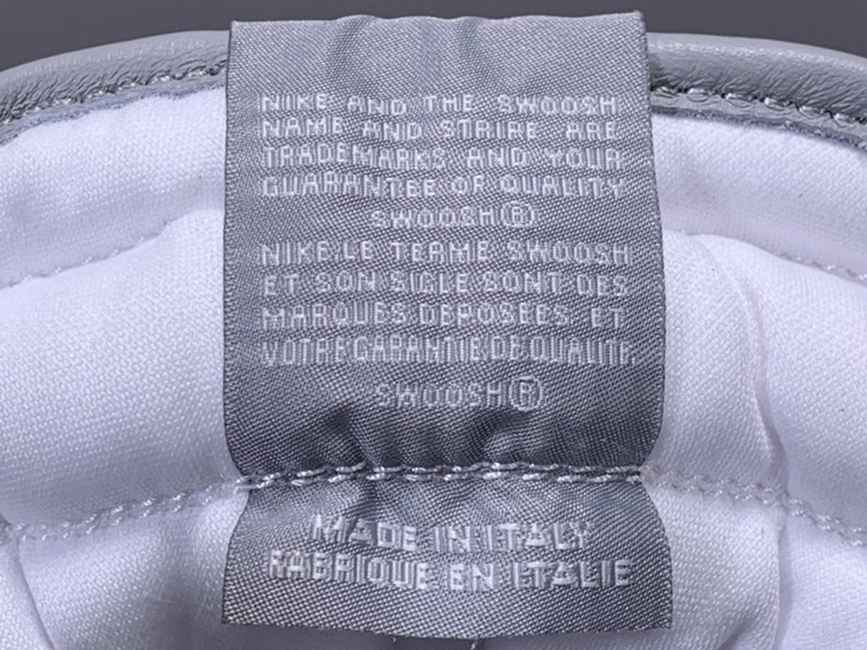 NIKE AND THE SWOOSH
NAME AND STRIPE ARE
TRADEMARKS AND YOUR
GUARANTEE OF QUALITY
SWOOSH®
NIKE.LE TERME SWOOSH
ET SON SIGLE SONT DES
MARQUES DEPOSEES ET
VOTRE GARANTIE DE QUALITE.
SWOOSH®
MADE IN ITALY
FABRIQUE EN ITALIE